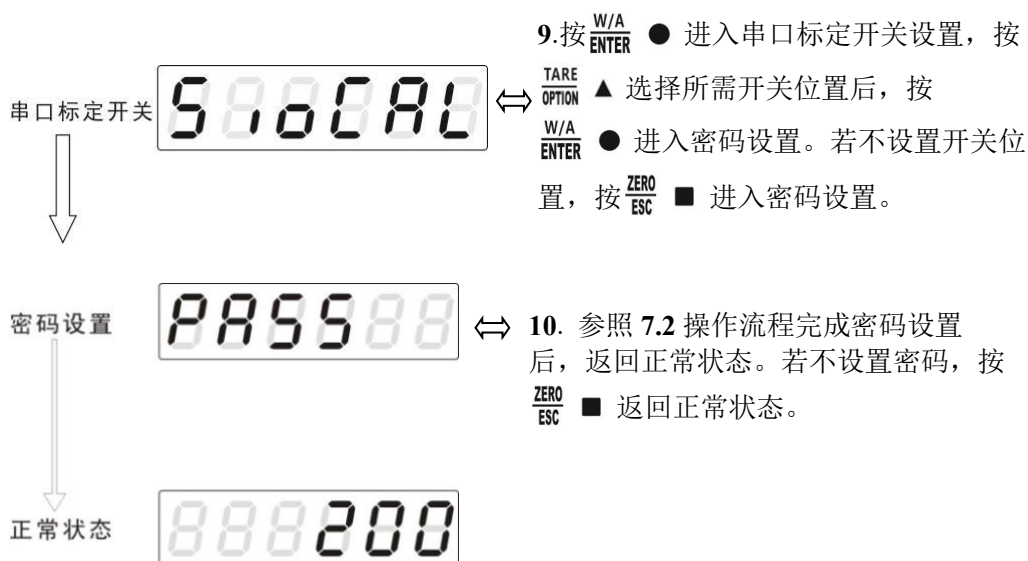 9.按 W/A ENTER ● 进入串口标定开关设置，按
TARE OPTION ▲ 选择所需开关位置后，按
W/A ENTER ● 进入密码设置。若不设置开关位
置，按 ZERO ESC ■ 进入密码设置。
串口标定开关
S ioCAL
密码设置
PASS
10. 参照 7.2 操作流程完成密码设置
后，返回正常状态。若不设置密码，按
ZERO ESC ■ 返回正常状态。
正常状态
200